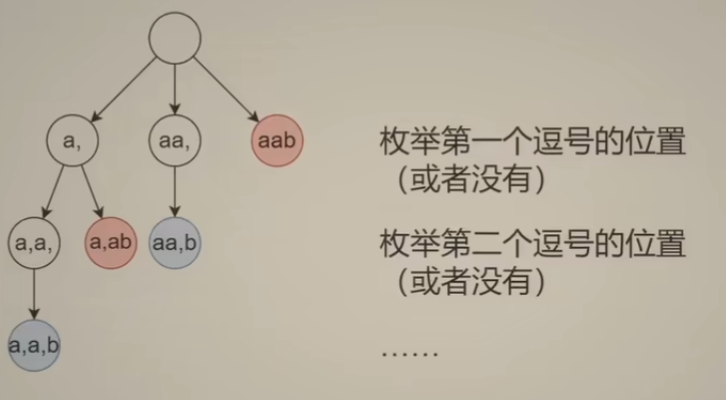 a,
aa,
aab
枚举第一个逗号的位置
（或者没有）
a,a,
a,ab
aa,b
枚举第二个逗号的位置
（或者没有）
a,a,b
……